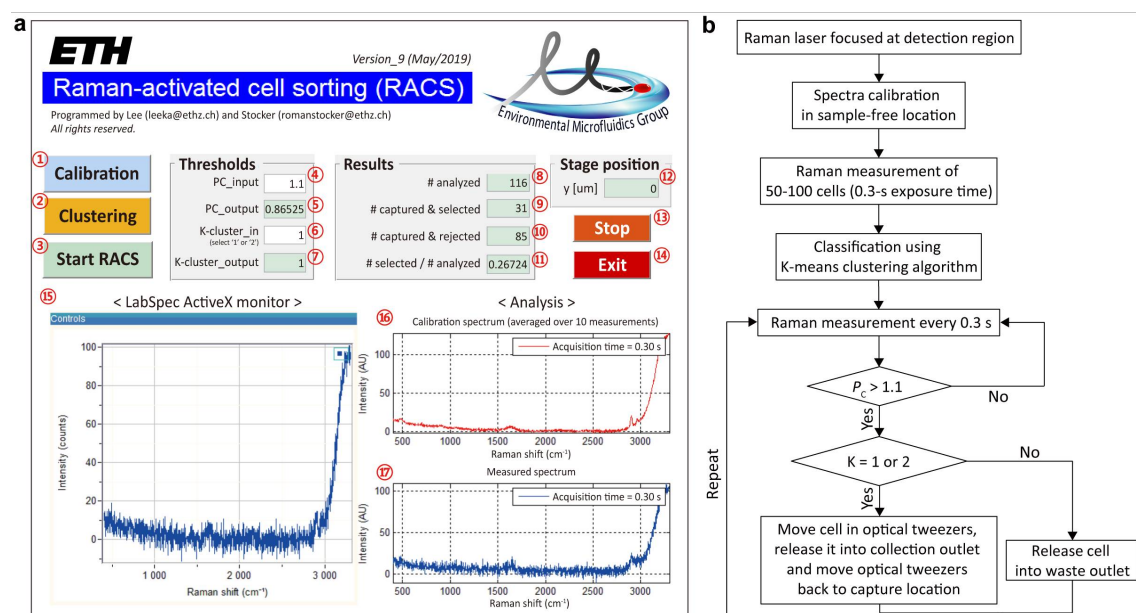 a
ETH
Version_9 (May/2019)
Raman-activated cell sorting (RACS)
Programmed by Lee (leeka@ethz.ch) and Stocker (romanstocker@ethz.ch)
All rights reserved.
Environmental Microfluidics Group
① Calibration
② Clustering
③ Start RACS
Thresholds
PC_input 1.1 ④
PC_output 0.86525 ⑤
K-cluster_in 1 ⑥
(select '1' or '2')
K-cluster_output 1 ⑦
Results
# analyzed 116 ⑧
# captured & selected 31 ⑨
# captured & rejected 85 ⑩
# selected / # analyzed 0.26724 ⑪
Stage position
y [um] 0 ⑫
Stop ⑬
Exit ⑭
⑮ < LabSpec ActiveX monitor >
Controls
Intensity (counts)
100
80
60
40
20
0
1 000
2 000
3 000
Raman shift (cm⁻¹)
< Analysis >
⑯ Calibration spectrum (averaged over 10 measurements)
Acquisition time = 0.30 s
Intensity (AU)
100
50
0
500 1000 1500 2000 2500 3000
Raman shift (cm⁻¹)
⑰ Measured spectrum
Acquisition time = 0.30 s
Intensity (AU)
100
50
0
500 1000 1500 2000 2500 3000
Raman shift (cm⁻¹)
b
Raman laser focused at detection region
Spectra calibration
in sample-free location
Raman measurement of
50-100 cells (0.3-s exposure time)
Classification using
K-means clustering algorithm
Raman measurement every 0.3 s
P_C > 1.1
No
Yes
K = 1 or 2
No
Yes
Repeat
Move cell in optical tweezers,
release it into collection outlet
and move optical tweezers
back to capture location
Release cell
into waste outlet